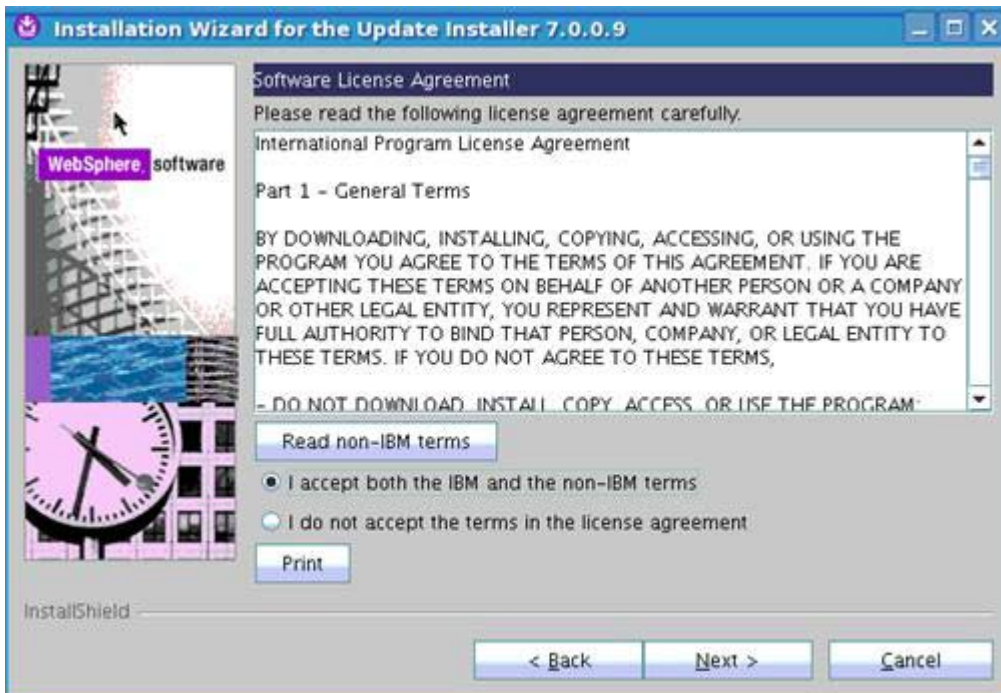 Installation Wizard for the Update Installer 7.0.0.9
WebSphere. software
Software License Agreement
Please read the following license agreement carefully.
International Program License Agreement
Part 1 - General Terms
BY DOWNLOADING, INSTALLING, COPYING, ACCESSING, OR USING THE
PROGRAM YOU AGREE TO THE TERMS OF THIS AGREEMENT. IF YOU ARE
ACCEPTING THESE TERMS ON BEHALF OF ANOTHER PERSON OR A COMPANY
OR OTHER LEGAL ENTITY, YOU REPRESENT AND WARRANT THAT YOU HAVE
FULL AUTHORITY TO BIND THAT PERSON, COMPANY, OR LEGAL ENTITY TO
THESE TERMS. IF YOU DO NOT AGREE TO THESE TERMS,
- DO NOT DOWNLOAD, INSTALL, COPY, ACCESS, OR USE THE PROGRAM;
Read non-IBM terms
I accept both the IBM and the non-IBM terms
I do not accept the terms in the license agreement
Print
InstallShield
< Back
Next >
Cancel